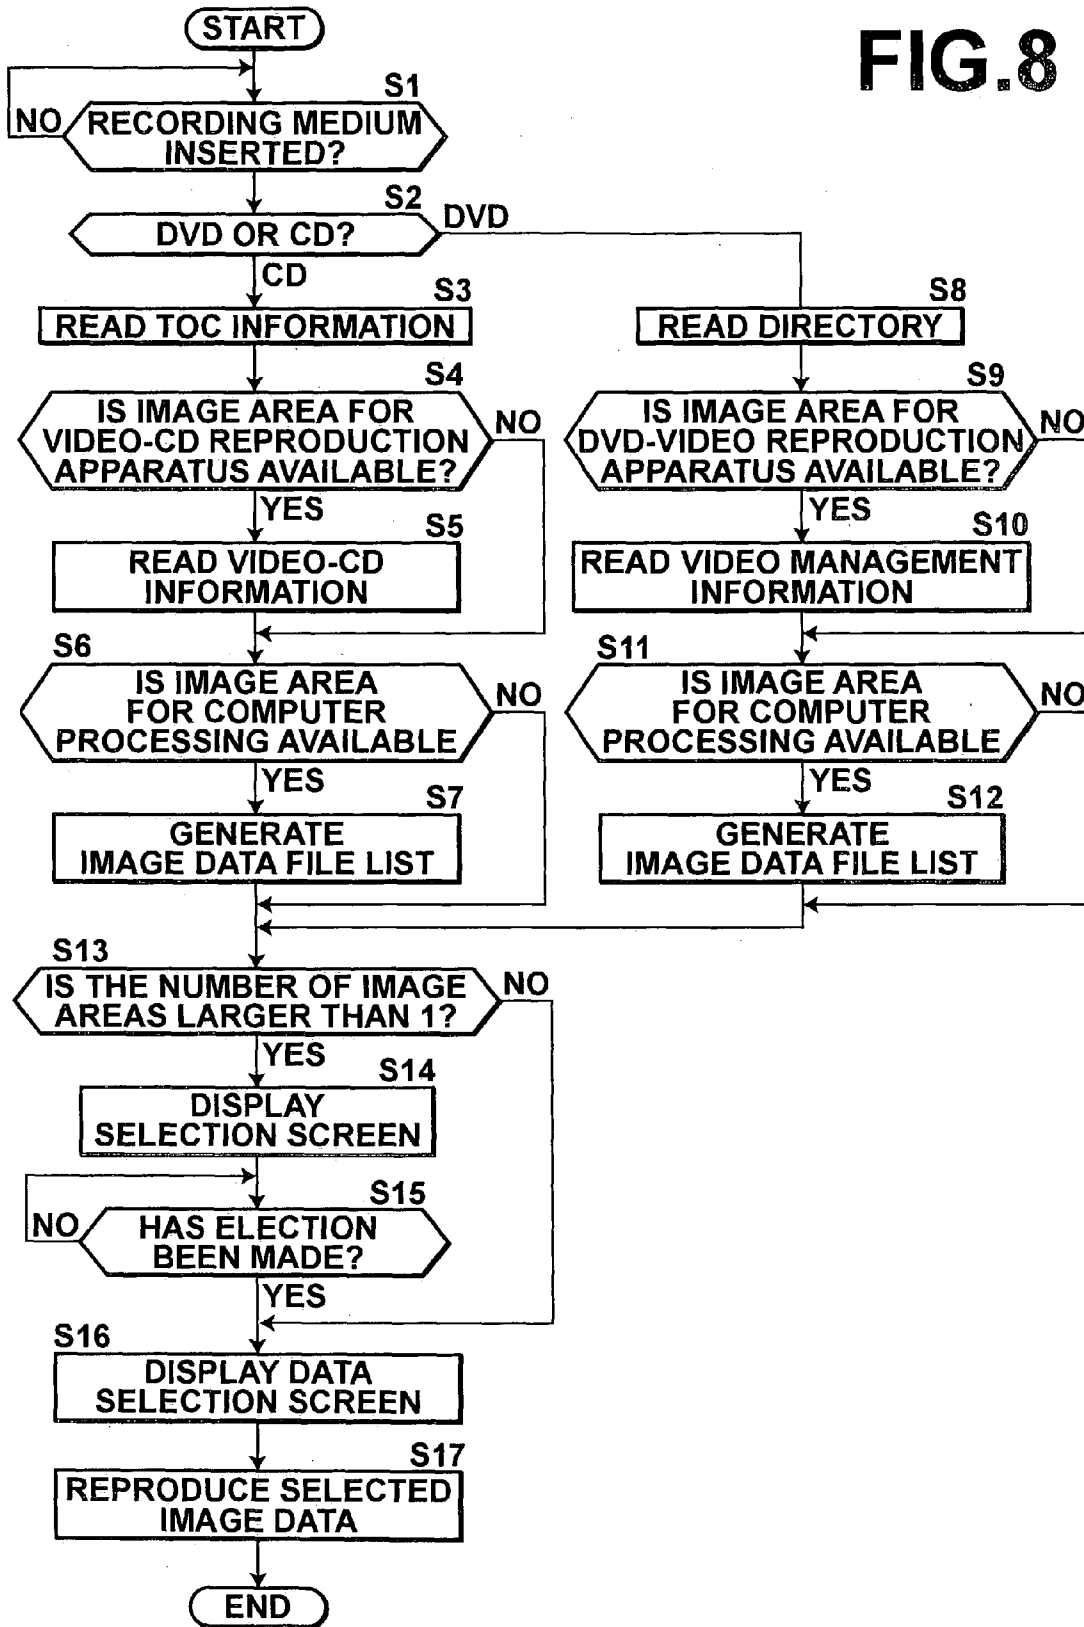 START
FIG.8
S1
NO
RECORDING MEDIUM
INSERTED?
S2
DVD OR CD?
DVD
CD
S3
READ TOC INFORMATION
S8
READ DIRECTORY
S4
IS IMAGE AREA FOR
VIDEO-CD REPRODUCTION
APPARATUS AVAILABLE?
NO
YES
S9
IS IMAGE AREA FOR
DVD-VIDEO REPRODUCTION
APPARATUS AVAILABLE?
NO
YES
S5
READ VIDEO-CD
INFORMATION
S10
READ VIDEO MANAGEMENT
INFORMATION
S6
IS IMAGE AREA
FOR COMPUTER
PROCESSING AVAILABLE
NO
YES
S11
IS IMAGE AREA
FOR COMPUTER
PROCESSING AVAILABLE
NO
YES
S7
GENERATE
IMAGE DATA FILE LIST
S12
GENERATE
IMAGE DATA FILE LIST
S13
IS THE NUMBER OF IMAGE
AREAS LARGER THAN 1?
NO
YES
S14
DISPLAY
SELECTION SCREEN
S15
NO
HAS ELECTION
BEEN MADE?
YES
S16
DISPLAY DATA
SELECTION SCREEN
S17
REPRODUCE SELECTED
IMAGE DATA
END